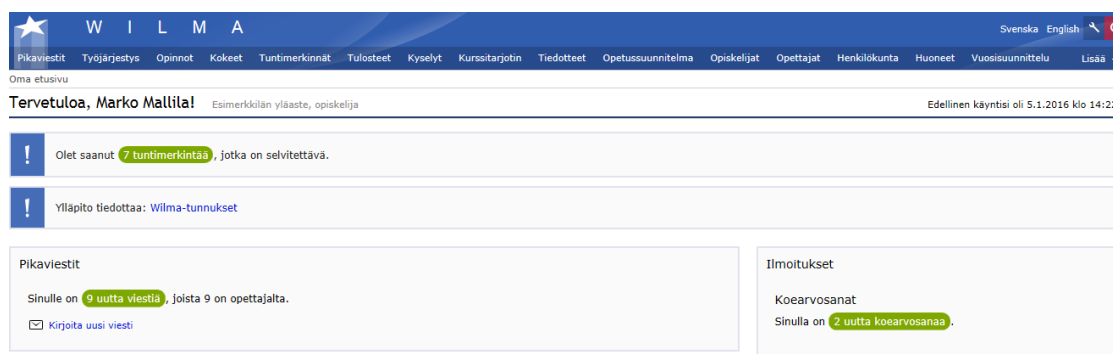 W I L M A
Svenska English
Pikaviestit Työjärjestys Opinnot Kokeet Tuntimerkinnät Tulosteet Kyselyt Kurssitarjotin Tiedotteet Opetussuunnitelma Opiskelijat Opettajat Henkilökunta Huoneet Vuosisuunnittelu Lisää
Oma etusivu
Tervetuloa, Marko Mallila! Esimerkkilän yläaste, opiskelija Edellinen käyntisi oli 5.1.2016 klo 14:22
! Olet saanut 7 tuntimerkintää, jotka on selvitettävä.
! Ylläpito tiedottaa: Wilma-tunnukset
Pikaviestit
Sinulle on 9 uutta viestiä, joista 9 on opettajalta.
Kirjoita uusi viesti
Ilmoitukset
Koearvosanat
Sinulla on 2 uutta koearvosanaa.